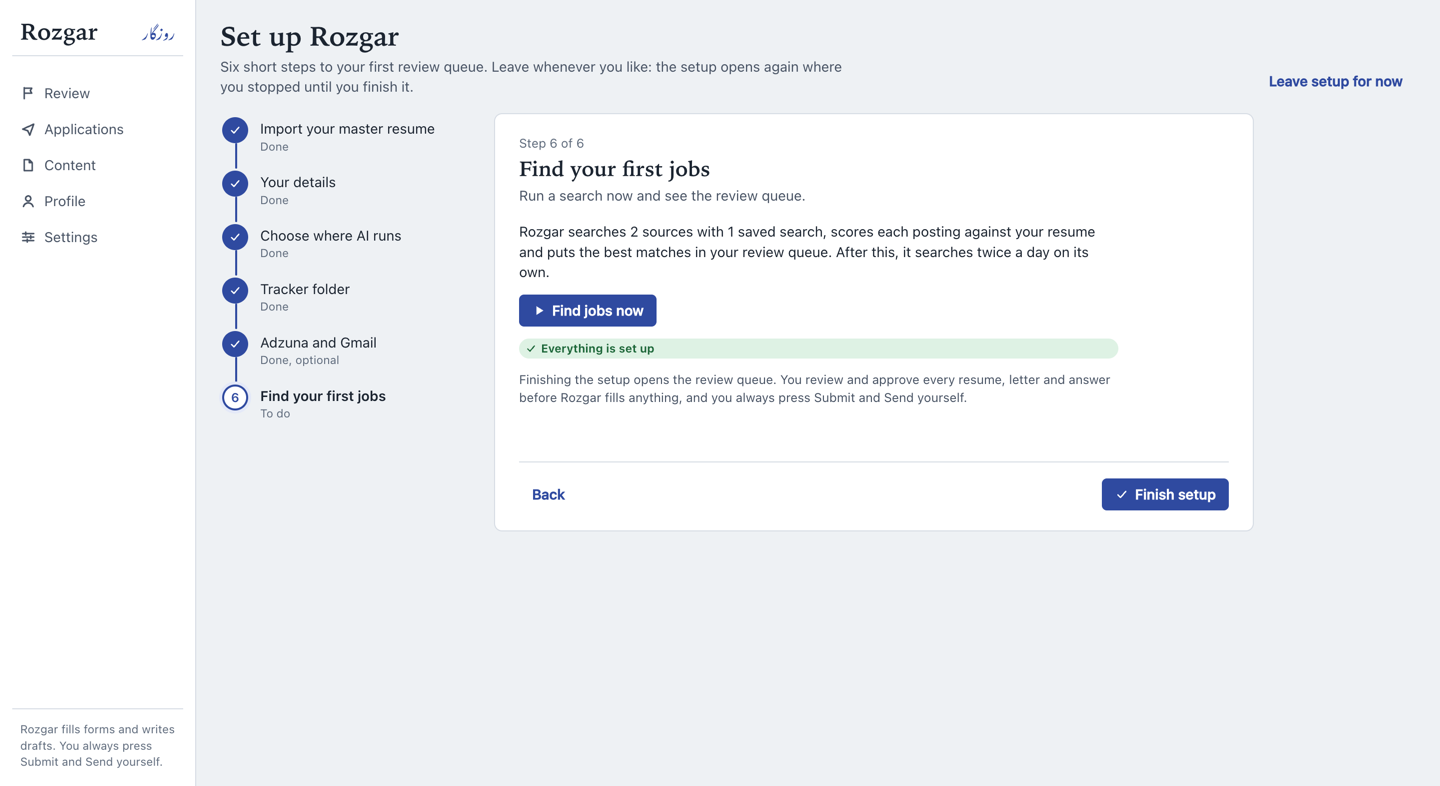 Rozgar
روزگار
Review
Applications
Content
Profile
Settings
Rozgar fills forms and writes
drafts. You always press
Submit and Send yourself.
Set up Rozgar
Six short steps to your first review queue. Leave whenever you like: the setup opens again where
you stopped until you finish it.
Leave setup for now
Import your master resume
Done
Your details
Done
Choose where AI runs
Done
Tracker folder
Done
Adzuna and Gmail
Done, optional
6
Find your first jobs
To do
Step 6 of 6
Find your first jobs
Run a search now and see the review queue.
Rozgar searches 2 sources with 1 saved search, scores each posting against your resume
and puts the best matches in your review queue. After this, it searches twice a day on its
own.
Find jobs now
Everything is set up
Finishing the setup opens the review queue. You review and approve every resume, letter and answer
before Rozgar fills anything, and you always press Submit and Send yourself.
Back
Finish setup